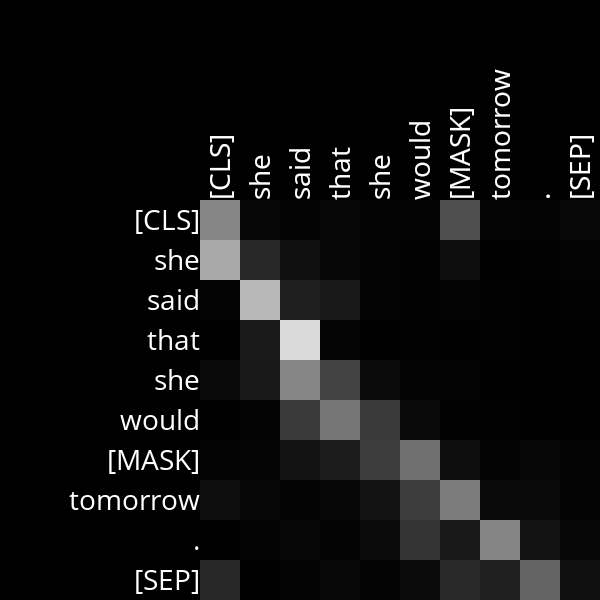 [CLS]
she
said
that
she
would
[MASK]
tomorrow
.
[SEP]
[CLS]
she
said
that
she
would
[MASK]
tomorrow
.
[SEP]